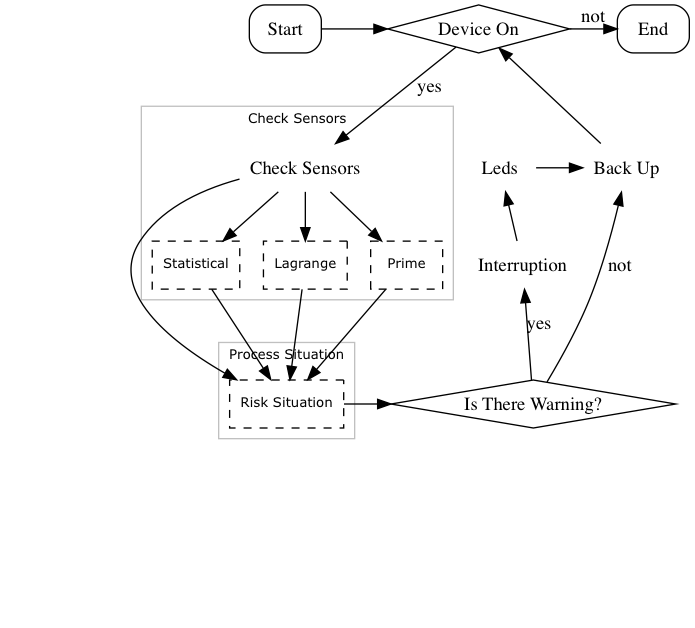 Start
Device On
not
End
yes
Check Sensors
Check Sensors
Leds
Back Up
Statistical
Lagrange
Prime
Interruption
not
yes
Process Situation
Risk Situation
Is There Warning?